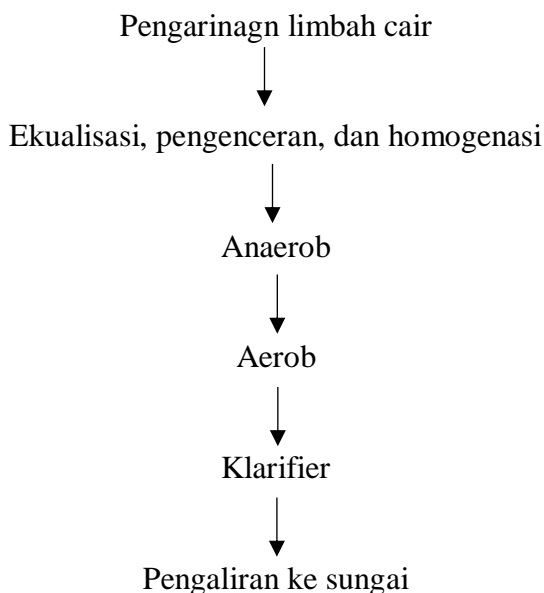 Pengarinagn limbah cair
Ekualisasi, pengenceran, dan homogenasi
Anaerob
Aerob
Klarifier
Pengaliran ke sungai